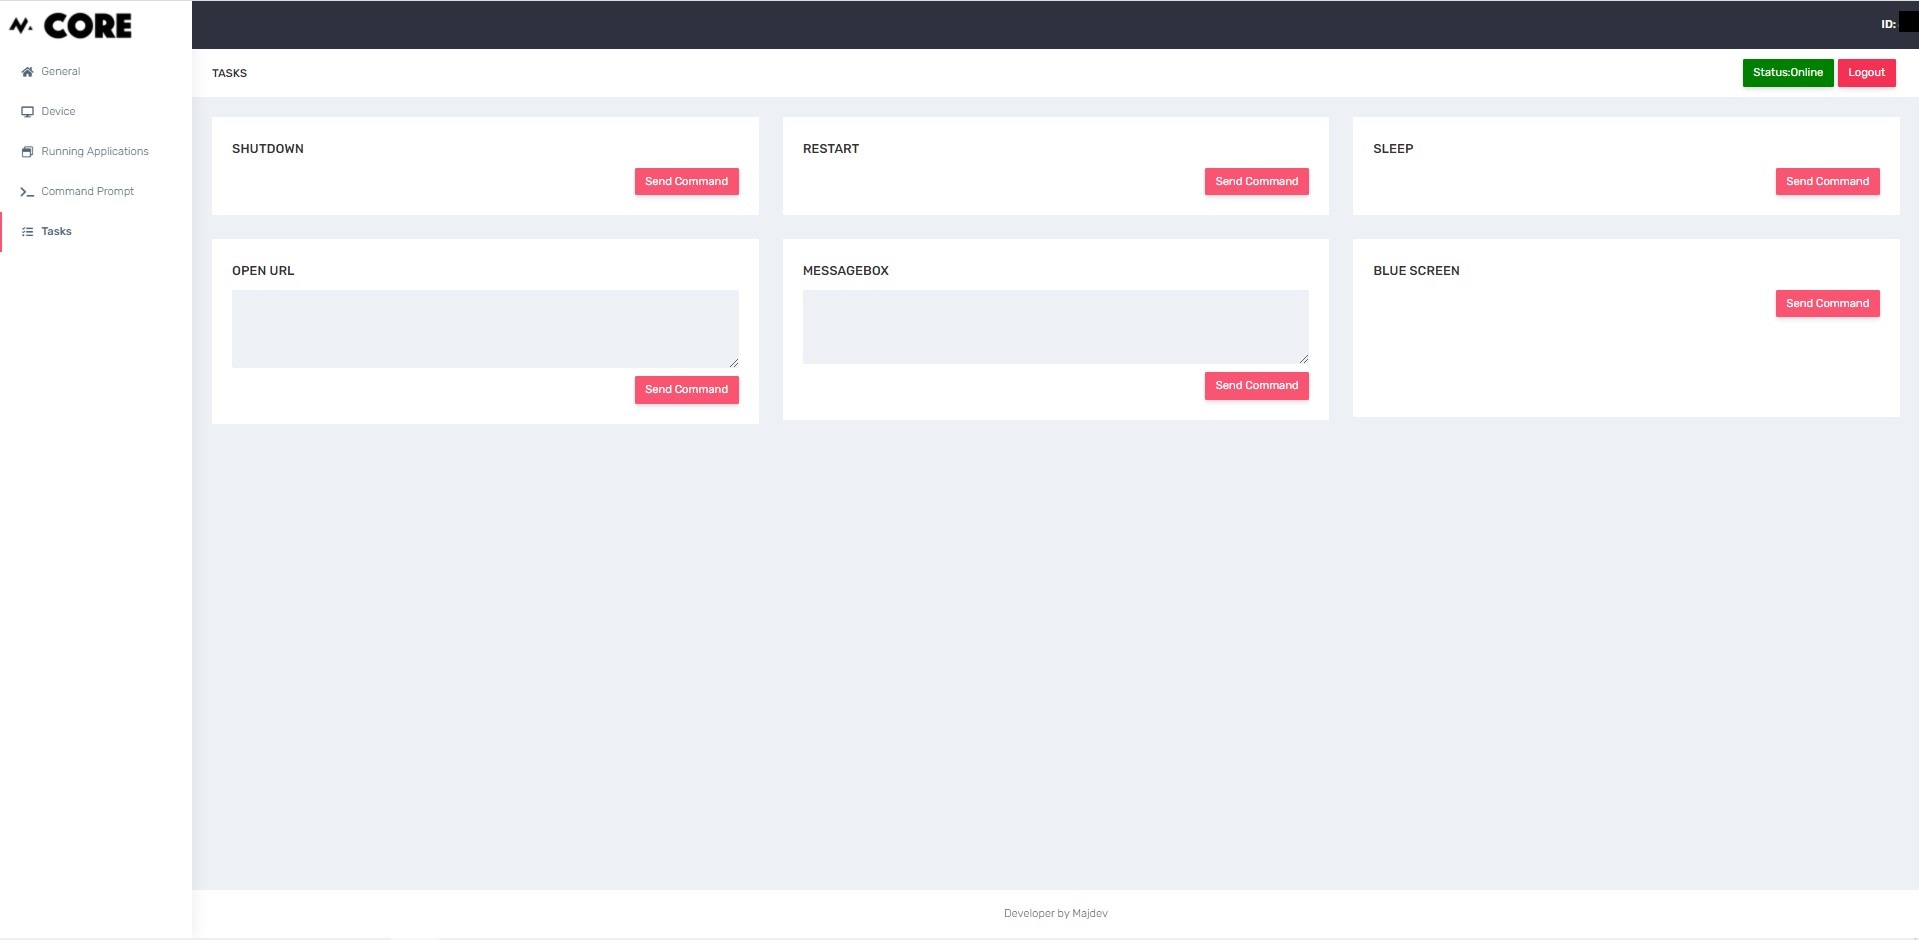 CORE
ID:
General
Device
Running Applications
Command Prompt
Tasks
TASKS
Status:Online
Logout
SHUTDOWN
Send Command
RESTART
Send Command
SLEEP
Send Command
OPEN URL
Send Command
MESSAGEBOX
Send Command
BLUE SCREEN
Send Command
Developer by Majdev